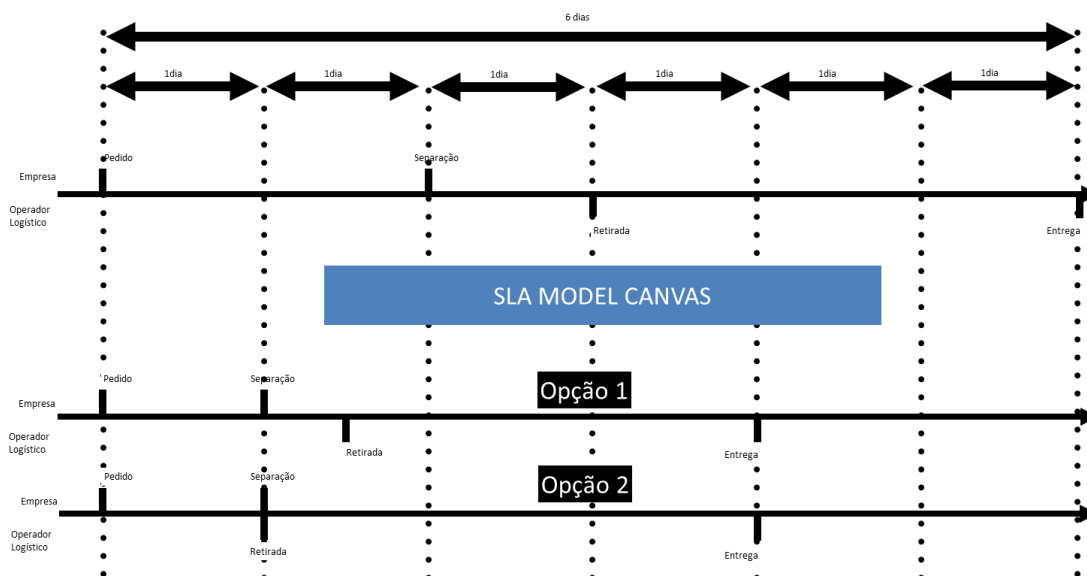 6 dias
1dia
1dia
1dia
1dia
1dia
1dia
Pedido
Separação
Empresa
Operador
Logístico
Retirada
Entrega
SLA MODEL CANVAS
Pedido
Separação
Opção 1
Empresa
Operador
Logístico
Retirada
Entrega
Pedido
Separação
Opção 2
Empresa
Operador
Logístico
Retirada
Entrega